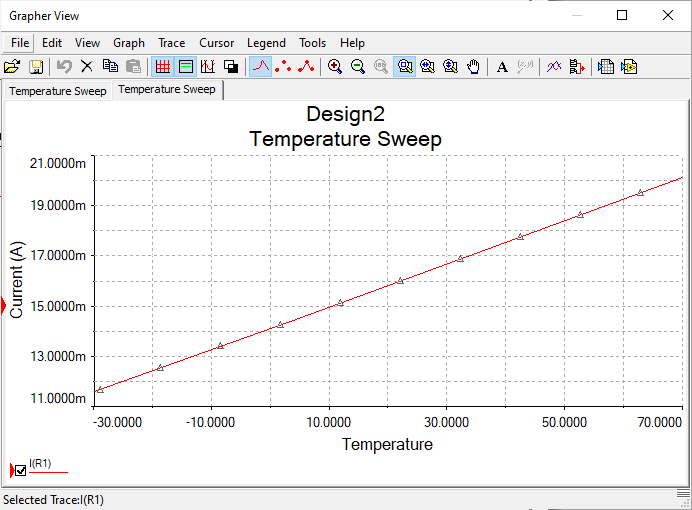 Grapher View
File Edit View Graph Trace Cursor Legend Tools Help
A (x,y)
Temperature Sweep Temperature Sweep
Design2
Temperature Sweep
21.0000m
19.0000m
17.0000m
15.0000m
13.0000m
11.0000m
Current (A)
-30.0000 -10.0000 10.0000 30.0000 50.0000 70.0000
Temperature
I(R1)
Selected Trace:I(R1)